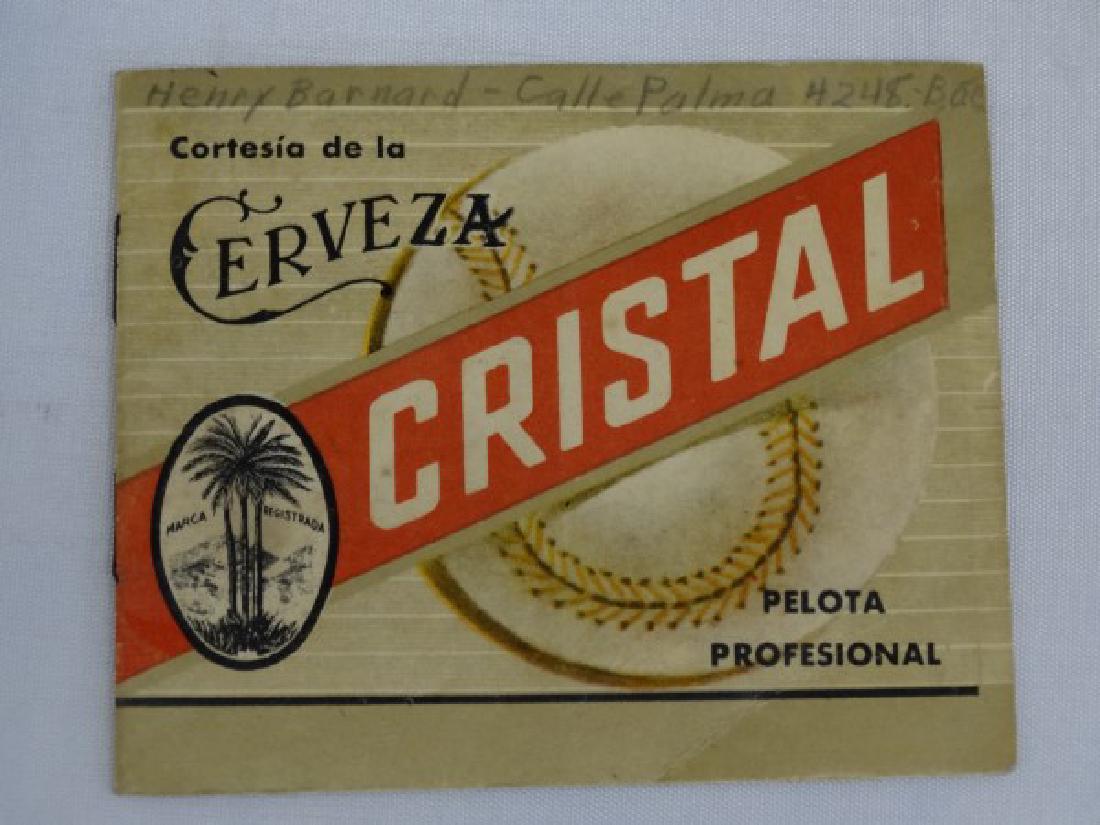 Henry Barnard - Calle Palma 4248.
Cortesía de la
CERVEZA
CRISTAL
MARCA REGISTRADA
PELOTA
PROFESIONAL